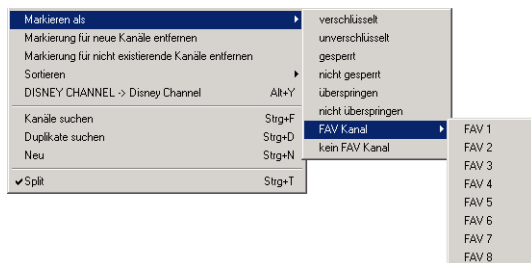 Markieren als
Markierung für neue Kanäle entfernen
Markierung für nicht existierende Kanäle entfernen
Sortieren
DISNEY CHANNEL -> Disney Channel Alt+Y
Kanäle suchen Strg+F
Duplikate suchen Strg+D
Neu Strg+N
Split Strg+T
verschlüsselt
unverschlüsselt
gesperrt
nicht gesperrt
überspringen
nicht überspringen
FAV Kanal
kein FAV Kanal
FAV 1
FAV 2
FAV 3
FAV 4
FAV 5
FAV 6
FAV 7
FAV 8